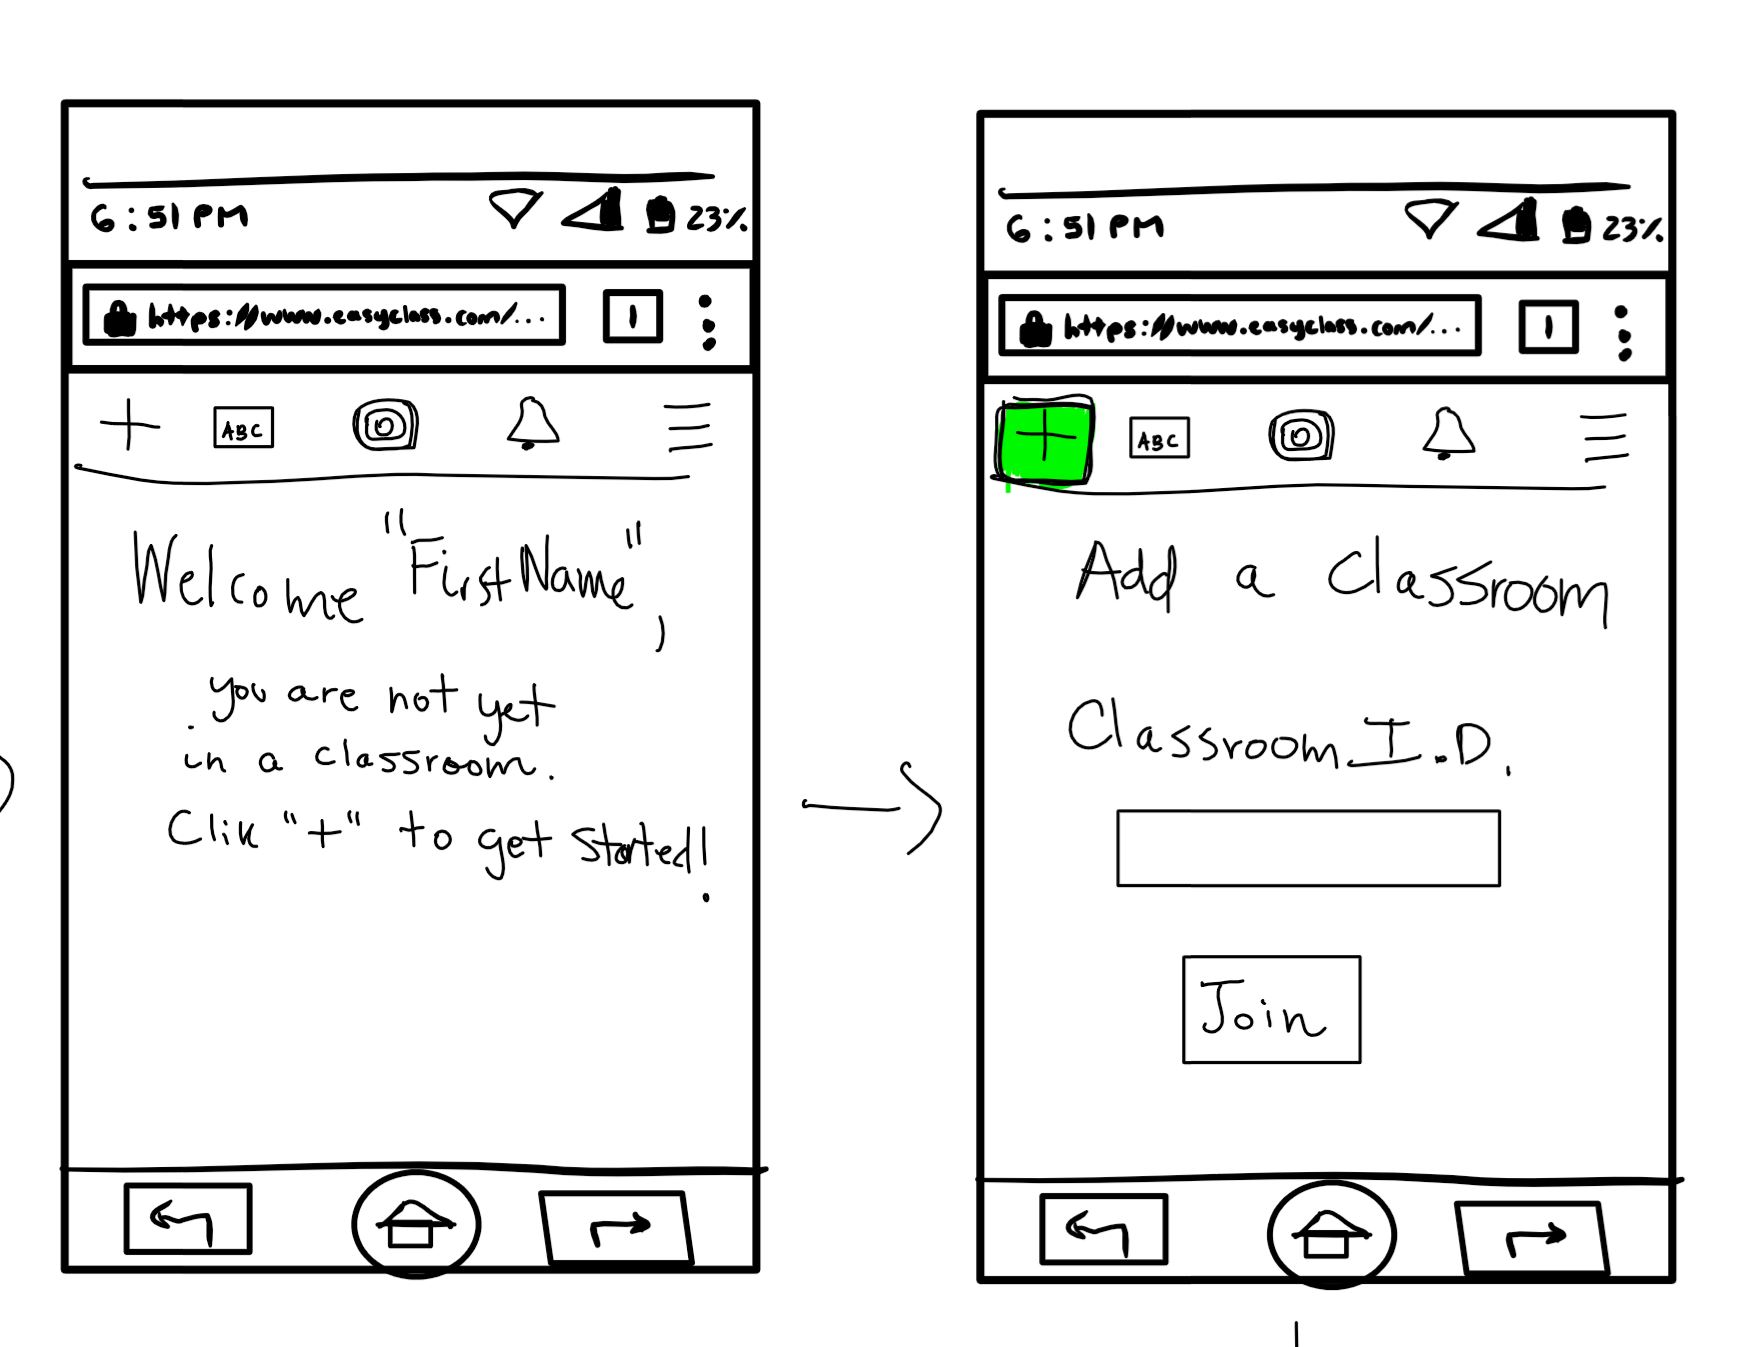 6:51 PM 23%
https://www.easyclass.com/... 1
+ ABC
Welcome "FirstName",
you are not yet
in a classroom.
Clik "+" to get started!
6:51 PM 23%
https://www.easyclass.com/... 1
+ ABC
Add a Classroom
Classroom I.D.
Join